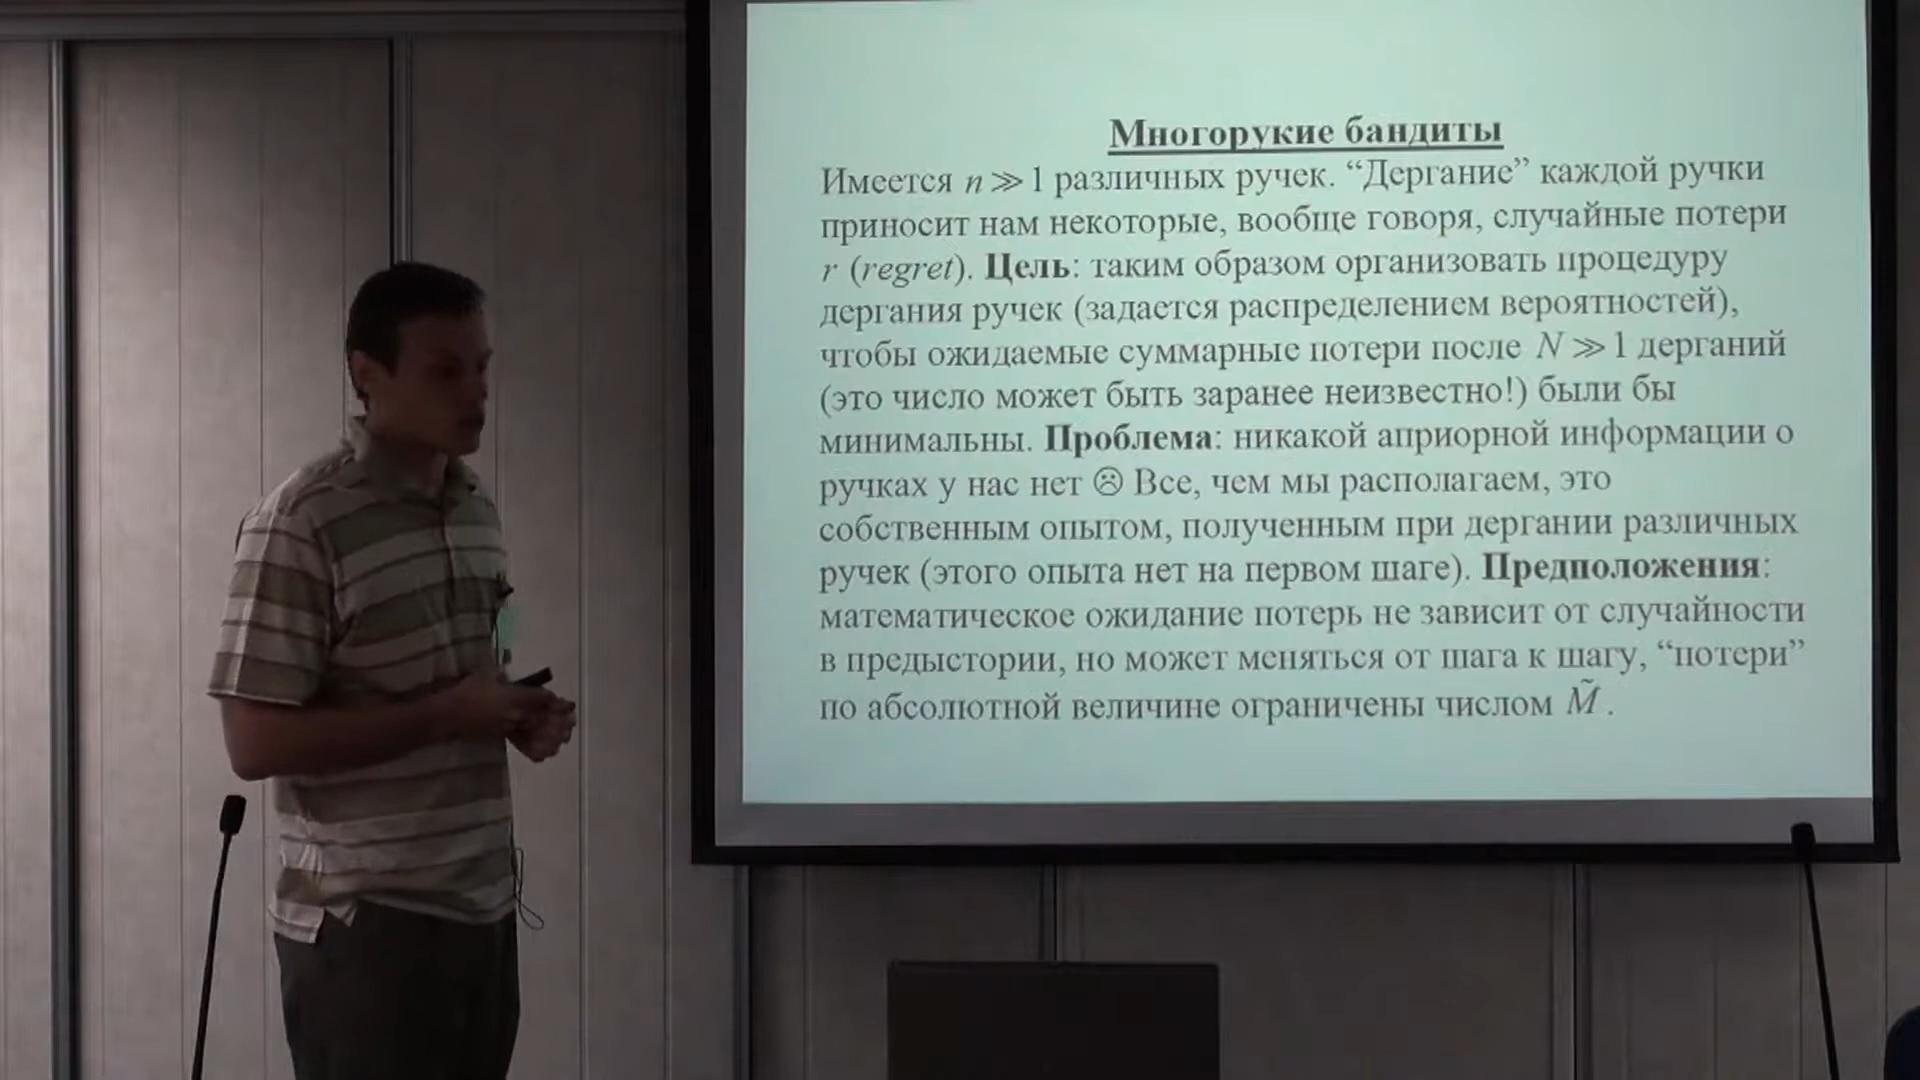 Многорукие бандиты
Имеется n ≫ 1 различных ручек. “Дергание” каждой ручки
приносит нам некоторые, вообще говоря, случайные потери
r (regret). Цель: таким образом организовать процедуру
дергания ручек (задается распределением вероятностей),
чтобы ожидаемые суммарные потери после N ≫ 1 дерганий
(это число может быть заранее неизвестно!) были бы
минимальны. Проблема: никакой априорной информации о
ручках у нас нет ☹ Все, чем мы располагаем, это
собственным опытом, полученным при дергании различных
ручек (этого опыта нет на первом шаге). Предположения:
математическое ожидание потерь не зависит от случайности
в предыстории, но может меняться от шага к шагу, “потери”
по абсолютной величине ограничены числом M̃ .